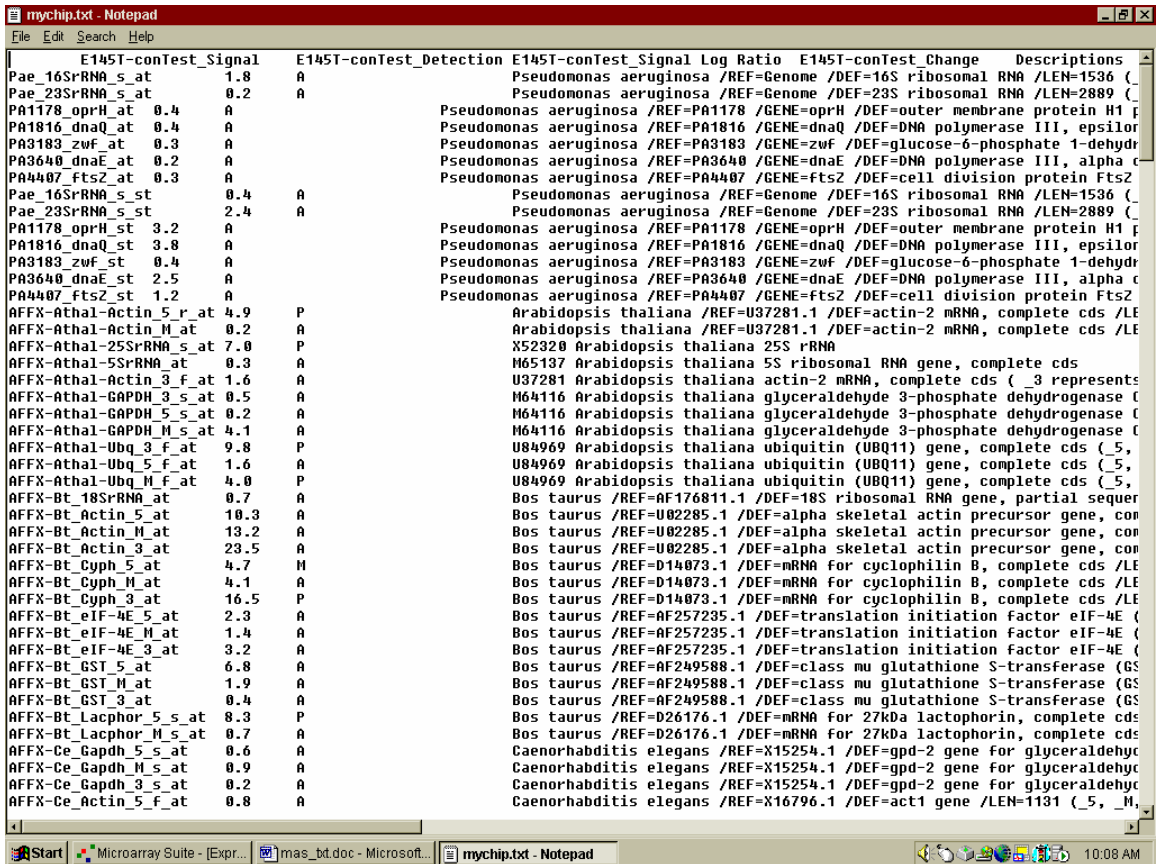 mychip.txt - Notepad
File Edit Search Help
E145T-conTest_Signal E145T-conTest_Detection E145T-conTest_Signal Log Ratio E145T-conTest_Change Descriptions
Pae_16SrRNA_s_at 1.8 A Pseudomonas aeruginosa /REF=Genome /DEF=16S ribosomal RNA /LEN=1536 (_
Pae_23SrRNA_s_at 0.2 A Pseudomonas aeruginosa /REF=Genome /DEF=23S ribosomal RNA /LEN=2889 (_
PA1178_oprH_at 0.4 A Pseudomonas aeruginosa /REF=PA1178 /GENE=oprH /DEF=outer membrane protein H1 p
PA1816_dnaQ_at 0.4 A Pseudomonas aeruginosa /REF=PA1816 /GENE=dnaQ /DEF=DNA polymerase III, epsilon
PA3183_zwf_at 0.3 A Pseudomonas aeruginosa /REF=PA3183 /GENE=zwf /DEF=glucose-6-phosphate 1-dehydr
PA3640_dnaE_at 0.2 A Pseudomonas aeruginosa /REF=PA3640 /GENE=dnaE /DEF=DNA polymerase III, alpha c
PA4407_ftsZ_at 0.3 A Pseudomonas aeruginosa /REF=PA4407 /GENE=ftsZ /DEF=cell division protein FtsZ
Pae_16SrRNA_s_st 0.4 A Pseudomonas aeruginosa /REF=Genome /DEF=16S ribosomal RNA /LEN=1536 (_
Pae_23SrRNA_s_st 2.4 A Pseudomonas aeruginosa /REF=Genome /DEF=23S ribosomal RNA /LEN=2889 (_
PA1178_oprH_st 3.2 A Pseudomonas aeruginosa /REF=PA1178 /GENE=oprH /DEF=outer membrane protein H1 p
PA1816_dnaQ_st 3.8 A Pseudomonas aeruginosa /REF=PA1816 /GENE=dnaQ /DEF=DNA polymerase III, epsilon
PA3183_zwf_st 0.4 A Pseudomonas aeruginosa /REF=PA3183 /GENE=zwf /DEF=glucose-6-phosphate 1-dehydr
PA3640_dnaE_st 2.5 A Pseudomonas aeruginosa /REF=PA3640 /GENE=dnaE /DEF=DNA polymerase III, alpha c
PA4407_ftsZ_st 1.2 A Pseudomonas aeruginosa /REF=PA4407 /GENE=ftsZ /DEF=cell division protein FtsZ
AFFX-Athal-Actin_5_r_at 4.9 P Arabidopsis thaliana /REF=U37281.1 /DEF=actin-2 mRNA, complete cds /LE
AFFX-Athal-Actin_M_at 0.2 A Arabidopsis thaliana /REF=U37281.1 /DEF=actin-2 mRNA, complete cds /LE
AFFX-Athal-25SrRNA_s_at 7.0 P X52320 Arabidopsis thaliana 25S rRNA
AFFX-Athal-5SrRNA_at 0.3 A M65137 Arabidopsis thaliana 5S ribosomal RNA gene, complete cds
AFFX-Athal-Actin_3_f_at 1.6 A U37281 Arabidopsis thaliana actin-2 mRNA, complete cds ( _3 represents
AFFX-Athal-GAPDH_3_s_at 0.5 A M64116 Arabidopsis thaliana glyceraldehyde 3-phosphate dehydrogenase C
AFFX-Athal-GAPDH_5_s_at 0.2 A M64116 Arabidopsis thaliana glyceraldehyde 3-phosphate dehydrogenase C
AFFX-Athal-GAPDH_M_s_at 4.1 A M64116 Arabidopsis thaliana glyceraldehyde 3-phosphate dehydrogenase C
AFFX-Athal-Ubq_3_f_at 9.8 P U84969 Arabidopsis thaliana ubiquitin (UBQ11) gene, complete cds (_5,
AFFX-Athal-Ubq_5_f_at 1.6 A U84969 Arabidopsis thaliana ubiquitin (UBQ11) gene, complete cds (_5,
AFFX-Athal-Ubq_M_f_at 4.0 P U84969 Arabidopsis thaliana ubiquitin (UBQ11) gene, complete cds (_5,
AFFX-Bt_18SrRNA_at 0.7 A Bos taurus /REF=AF176811.1 /DEF=18S ribosomal RNA gene, partial sequen
AFFX-Bt_Actin_5_at 10.3 A Bos taurus /REF=U02285.1 /DEF=alpha skeletal actin precursor gene, com
AFFX-Bt_Actin_M_at 13.2 A Bos taurus /REF=U02285.1 /DEF=alpha skeletal actin precursor gene, com
AFFX-Bt_Actin_3_at 23.5 A Bos taurus /REF=U02285.1 /DEF=alpha skeletal actin precursor gene, com
AFFX-Bt_Cyph_5_at 4.7 M Bos taurus /REF=D14073.1 /DEF=mRNA for cyclophilin B, complete cds /LE
AFFX-Bt_Cyph_M_at 4.1 A Bos taurus /REF=D14073.1 /DEF=mRNA for cyclophilin B, complete cds /LE
AFFX-Bt_Cyph_3_at 16.5 P Bos taurus /REF=D14073.1 /DEF=mRNA for cyclophilin B, complete cds /LE
AFFX-Bt_eIF-4E_5_at 2.3 A Bos taurus /REF=AF257235.1 /DEF=translation initiation factor eIF-4E (
AFFX-Bt_eIF-4E_M_at 1.4 A Bos taurus /REF=AF257235.1 /DEF=translation initiation factor eIF-4E (
AFFX-Bt_eIF-4E_3_at 3.2 A Bos taurus /REF=AF257235.1 /DEF=translation initiation factor eIF-4E (
AFFX-Bt_GST_5_at 6.8 A Bos taurus /REF=AF249588.1 /DEF=class mu glutathione S-transferase (GS
AFFX-Bt_GST_M_at 1.9 A Bos taurus /REF=AF249588.1 /DEF=class mu glutathione S-transferase (GS
AFFX-Bt_GST_3_at 0.4 A Bos taurus /REF=AF249588.1 /DEF=class mu glutathione S-transferase (GS
AFFX-Bt_Lacphor_5_s_at 8.3 P Bos taurus /REF=D26176.1 /DEF=mRNA for 27kDa lactophorin, complete cds
AFFX-Bt_Lacphor_M_s_at 0.7 A Bos taurus /REF=D26176.1 /DEF=mRNA for 27kDa lactophorin, complete cds
AFFX-Ce_Gapdh_5_s_at 0.6 A Caenorhabditis elegans /REF=X15254.1 /DEF=gpd-2 gene for glyceraldehyd
AFFX-Ce_Gapdh_M_s_at 0.9 A Caenorhabditis elegans /REF=X15254.1 /DEF=gpd-2 gene for glyceraldehyd
AFFX-Ce_Gapdh_3_s_at 0.2 A Caenorhabditis elegans /REF=X15254.1 /DEF=gpd-2 gene for glyceraldehyd
AFFX-Ce_Actin_5_f_at 0.8 A Caenorhabditis elegans /REF=X16796.1 /DEF=act1 gene /LEN=1131 (_5, _M,
Start Microarray Suite - [Expr... mas_txt.doc - Microsoft... mychip.txt - Notepad 10:08 AM